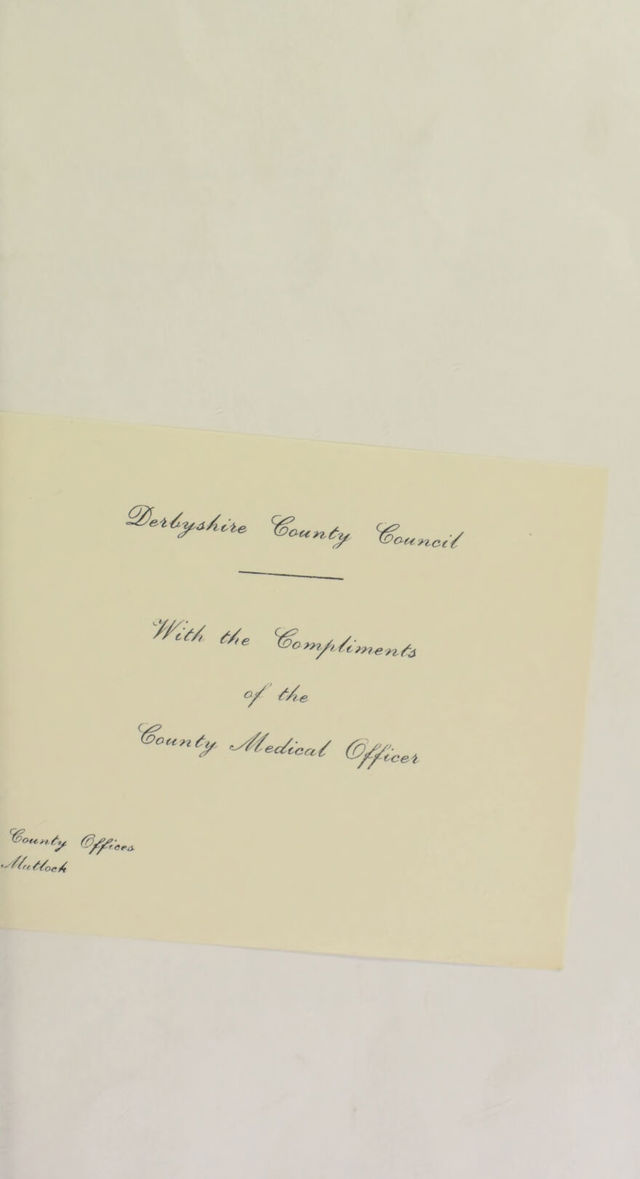 Derbyshire County Council
With the Compliments
of the
County Medical Officer
County Offices
Matlock